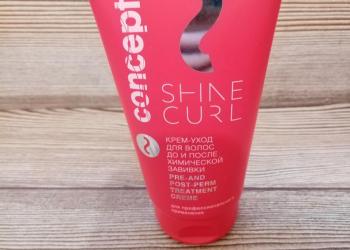 concept
SHINE
CURL
КРЕМ-УХОД
ДЛЯ ВОЛОС
ДО И ПОСЛЕ
ХИМИЧЕСКОЙ
ЗАВИВКИ
PRE- AND
POST-PERM
TREATMENT
CREME
для профессионального
применения